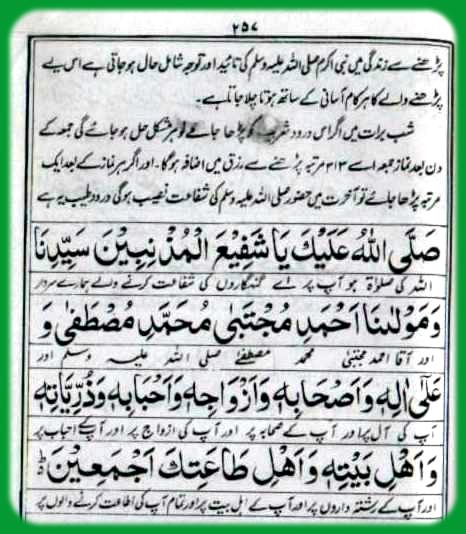 ۲۵۷
پڑھنے سے زندگی میں نبی اکرم صلی اللہ علیہ وسلم کی تائید اور توجہ شامل حال ہو جاتی ہے اس لیے
پڑھنے والے کا ہر کام آسانی کے ساتھ ہوتا چلا جاتا ہے۔
شب برات میں اگر اس درود شریف کو پڑھا جائے تو ہر مشکل حل ہو جائے گی جمعہ کے
دن بعد نماز جمعہ اسے ۳۱۳ مرتبہ پڑھنے سے رزق میں اضافہ ہوگا۔ اور اگر ہر نماز کے بعد ایک
مرتبہ پڑھا جائے تو آخرت میں حضور صلی اللہ علیہ وسلم کی شفاعت نصیب ہوگی درود طیب یہ ہے
صَلَّى اللهُ عَلَيْكَ يَا شَفِيْعَ الْمُذْنِبِيْنَ سَيِّدِنَا
اللہ کی صلوٰۃ ہو آپ پر اے گنہگاروں کی شفاعت کرنے والے ہمارے سردار
وَمَوْلٰىنَا اَحْمَدِ مُجْتَبٰى مُحَمَّدِ مُصْطَفٰى وَ
اور آقا احمد مجتبیٰ محمد مصطفٰے صلی اللہ علیہ وسلم اور
عَلٰى اٰلِهٖ وَاَصْحَابِهٖ وَاَزْوَاجِهٖ وَاَحْبَابِهٖ وَذُرِّيَّاتِهٖ
آپ کی آل پر اور آپ کے صحابہ پر اور آپ کی ازواج پر اور آپکے احباب پر
وَاَهْلِ بَيْتِهٖ وَاَهْلِ طَاعَتِكَ اَجْمَعِيْنَ ط
اور آپ کے رشتہ داروں پر اور آپ کے اہل بیت پر اور تمام آپ کی اطاعت کرنے والوں پر